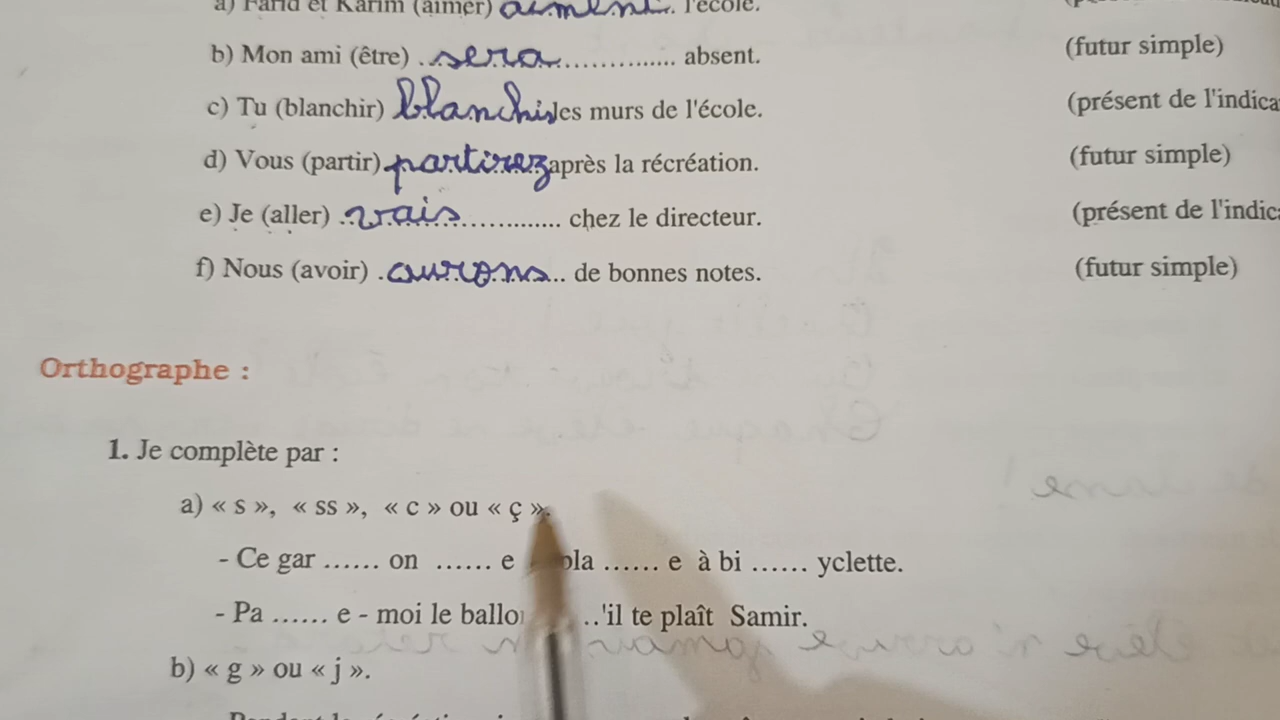 a) Farid et Karim (aimer) aiment l'école.
b) Mon ami (être) .sera................ absent. (futur simple)
c) Tu (blanchir) blanchis les murs de l'école. (présent de l'indica
d) Vous (partir) partirez après la récréation. (futur simple)
e) Je (aller) ..vais............... chez le directeur. (présent de l'indic
f) Nous (avoir) .aurons... de bonnes notes. (futur simple)
Orthographe :
1. Je complète par :
a) « s », « ss », « c » ou « ç ».
- Ce gar ...... on ...... e pla ...... e à bi ...... yclette.
- Pa ...... e - moi le ballon ..'il te plaît Samir.
b) « g » ou « j ».